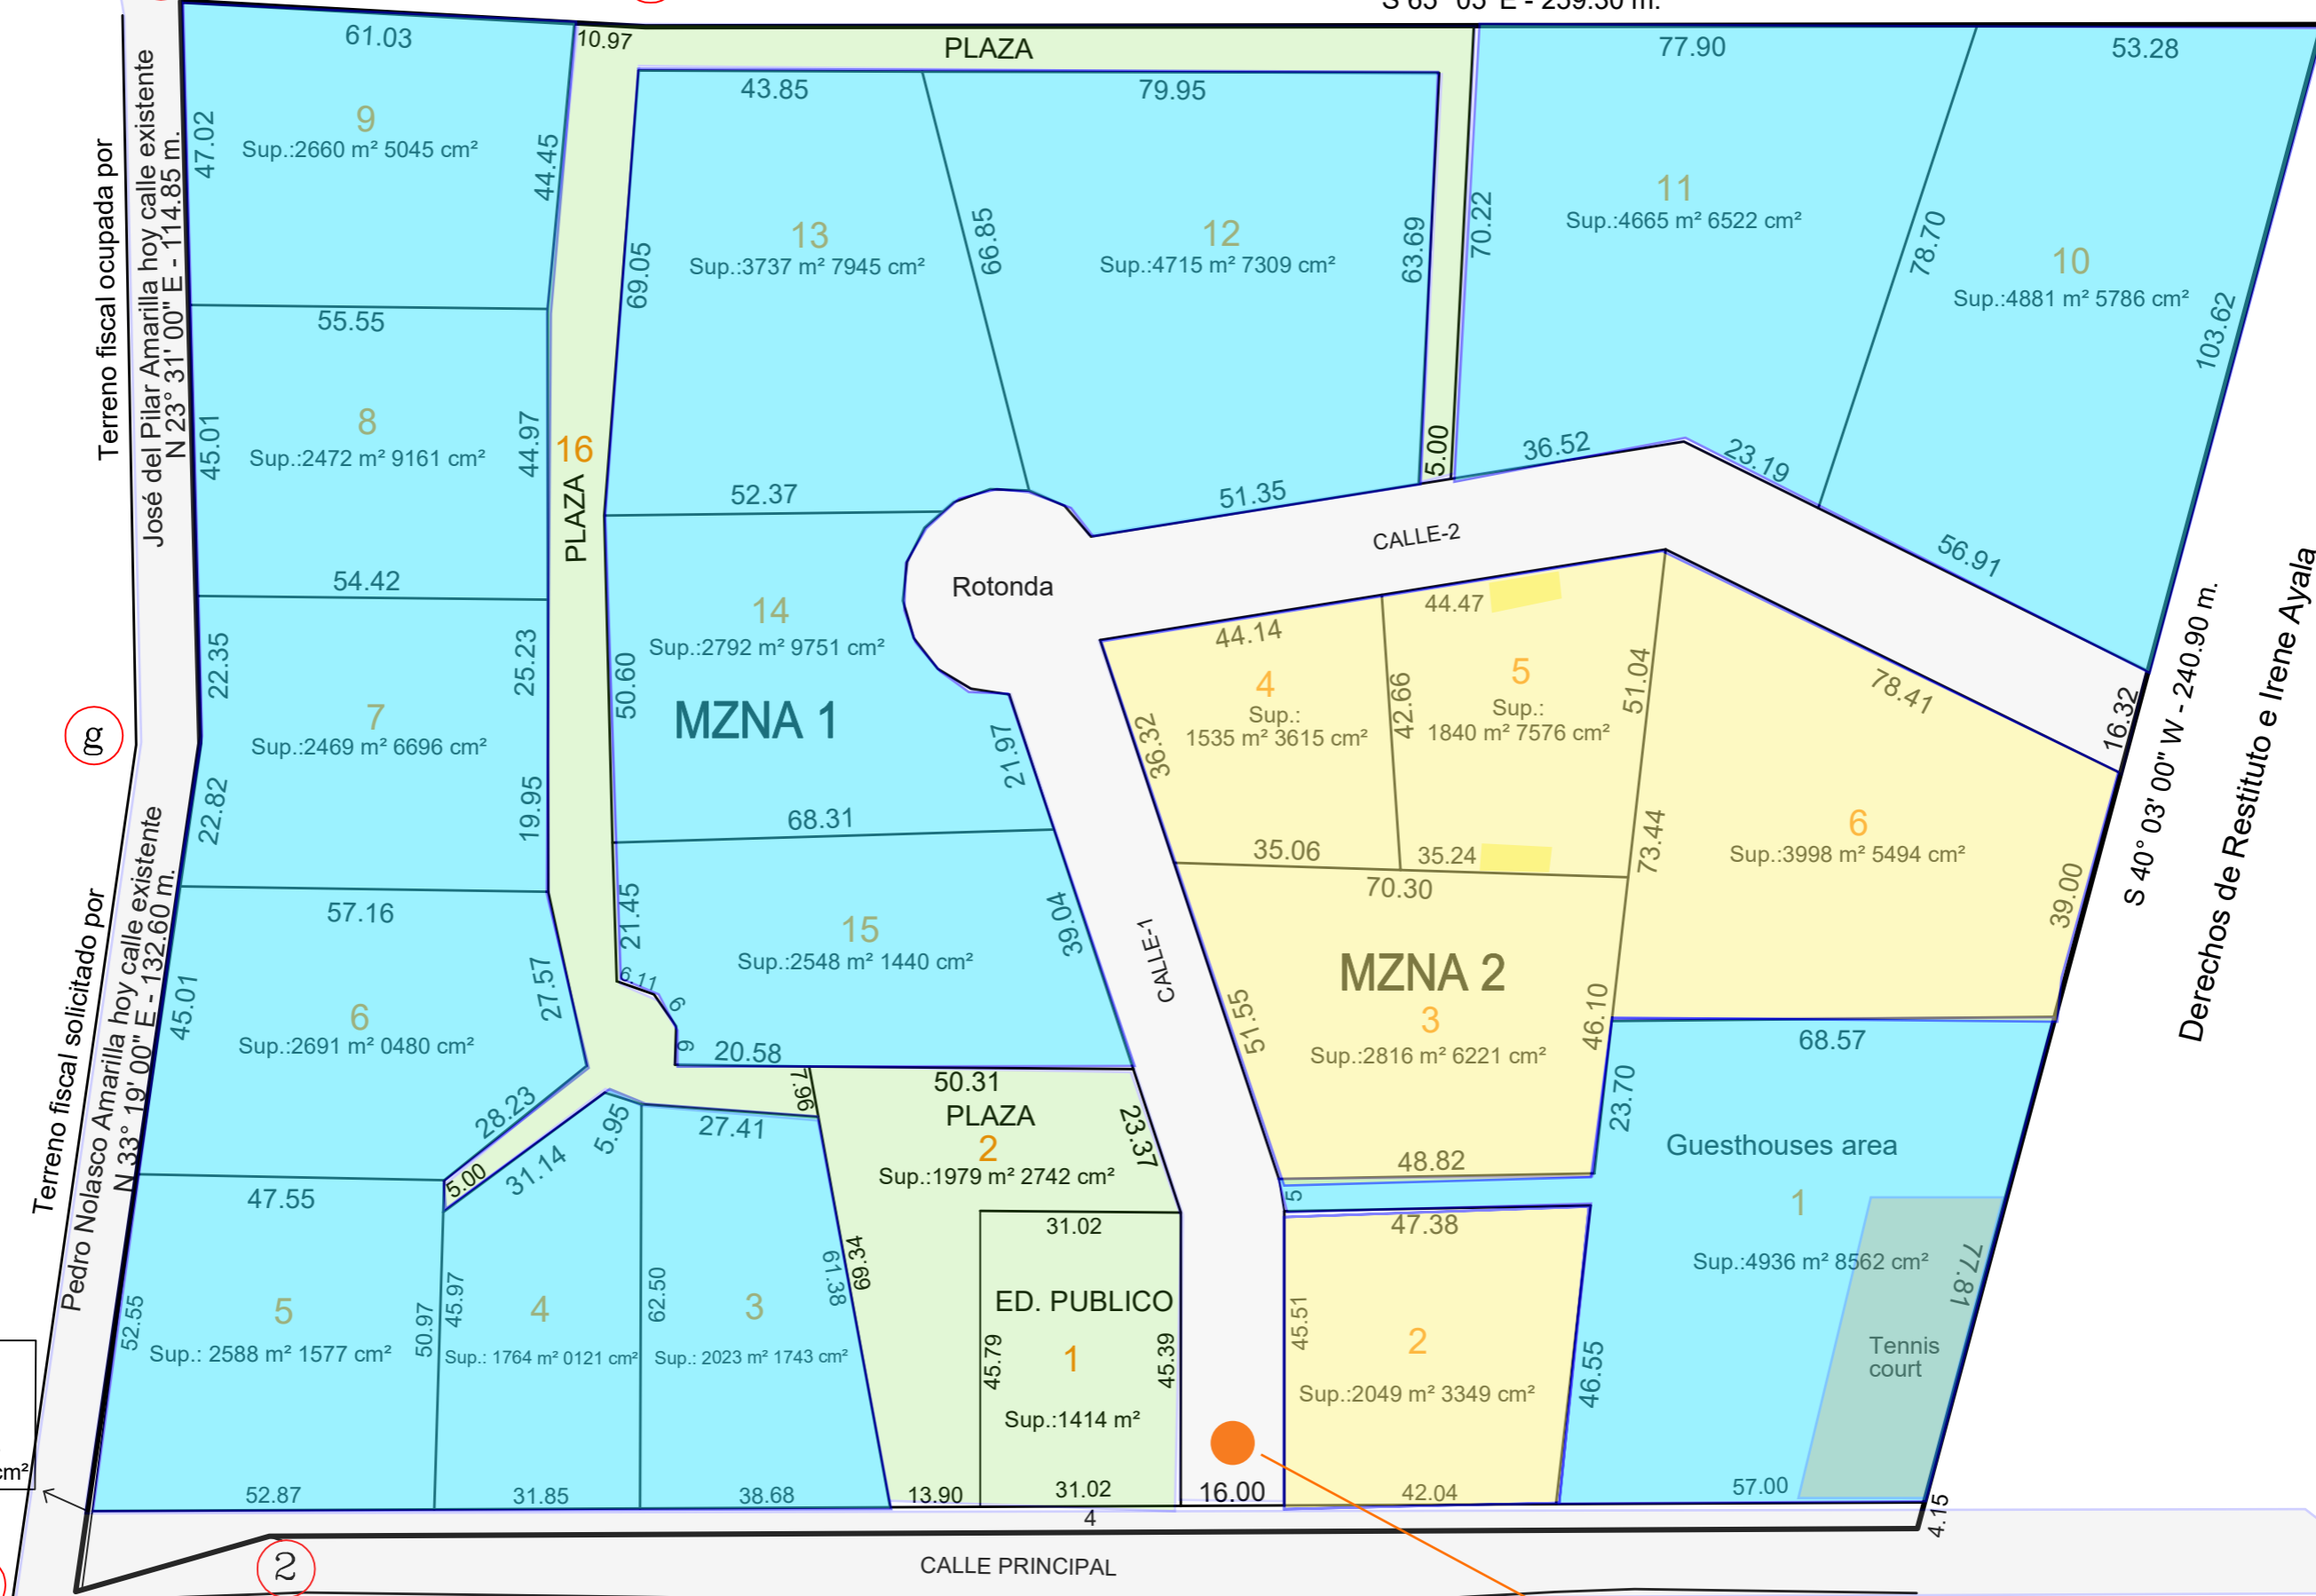 S 65° 05' E - 259.30 m.
61.03
10.97
PLAZA
77.90
53.28
43.85
79.95
9
Sup.:2660 m² 5045 cm²
47.02
44.45
13
Sup.:3737 m² 7945 cm²
69.05
66.85
12
Sup.:4715 m² 7309 cm²
63.69
70.22
11
Sup.:4665 m² 6522 cm²
78.70
10
Sup.:4881 m² 5786 cm²
103.62
Terreno fiscal ocupada por
José del Pilar Amarilla hoy calle existente
N 23° 31' 00" E - 114.85 m.
55.55
8
Sup.:2472 m² 9161 cm²
45.01
44.97
16
PLAZA
52.37
51.35
5.00
36.52
23.19
56.91
CALLE-2
Rotonda
54.42
22.35
25.23
7
Sup.:2469 m² 6696 cm²
22.82
19.95
14
Sup.:2792 m² 9751 cm²
50.60
MZNA 1
21.97
68.31
44.14
44.47
4
Sup.:
1535 m² 3615 cm²
36.32
42.66
5
Sup.:
1840 m² 7576 cm²
51.04
78.41
16.32
S 40° 03' 00" W - 240.90 m.
Derechos de Restituto e Irene Ayala
35.06
35.24
70.30
73.44
6
Sup.:3998 m² 5494 cm²
39.00
57.16
21.45
15
Sup.:2548 m² 1440 cm²
39.04
CALLE-1
MZNA 2
3
Sup.:2816 m² 6221 cm²
51.55
46.10
Terreno fiscal solicitado por
Pedro Nolasco Amarilla hoy calle existente
N 33° 19' 00" E - 132.60 m.
45.01
6
Sup.:2691 m² 0480 cm²
27.57
6.11
6
6
20.58
68.57
23.70
28.23
5.95
27.41
7.96
50.31
PLAZA
2
Sup.:1979 m² 2742 cm²
23.37
48.82
5
Guesthouses area
1
Sup.:4936 m² 8562 cm²
77.81
47.55
5.00
31.14
31.02
47.38
52.55
5
Sup.: 2588 m² 1577 cm²
50.97
45.97
4
Sup.: 1764 m² 0121 cm²
62.50
3
Sup.: 2023 m² 1743 cm²
61.38
69.34
ED. PUBLICO
45.79
1
45.39
Sup.:1414 m²
45.51
2
Sup.:2049 m² 3349 cm²
46.55
Tennis
court
cm²
52.87
31.85
38.68
13.90
31.02
16.00
42.04
57.00
4
4.15
2
CALLE PRINCIPAL